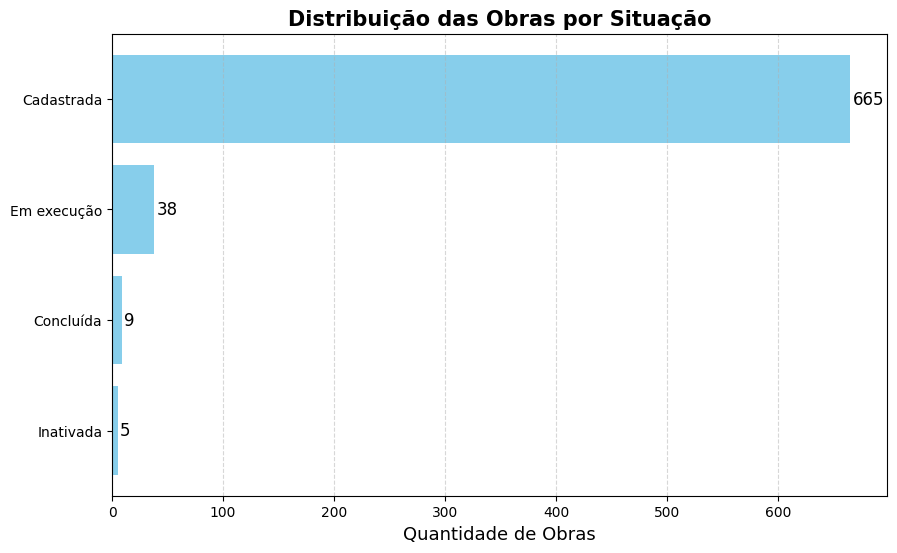 Distribuição das Obras por Situação
Cadastrada
665
Em execução
38
Concluída
9
Inativada
5
0 100 200 300 400 500 600
Quantidade de Obras